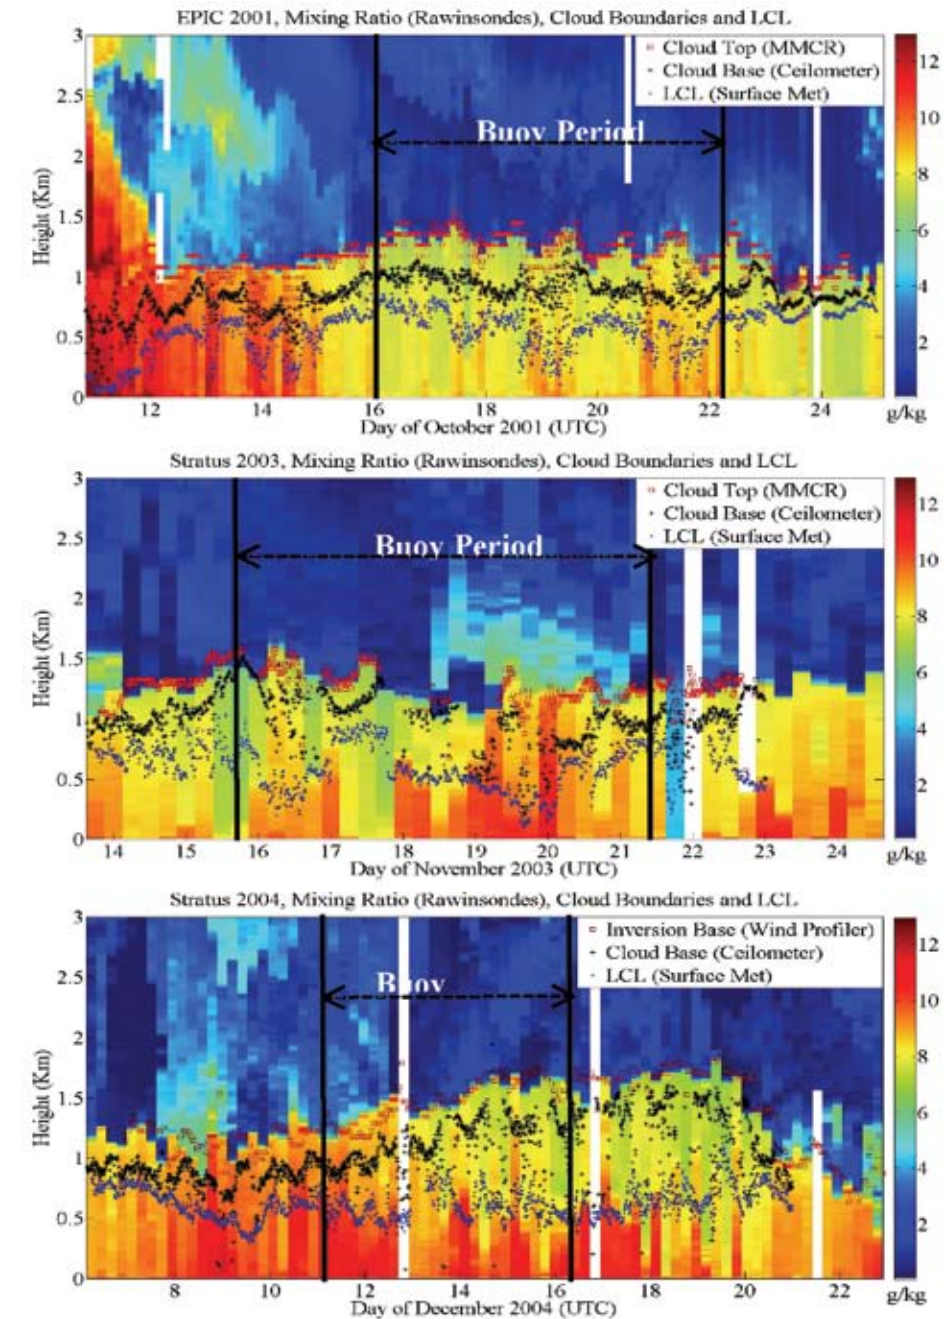 EPIC 2001, Mixing Ratio (Rawinsondes), Cloud Boundaries and LCL
3
2.5
2
1.5
1
0.5
0
Height (Km)
Cloud Top (MMCR)
Cloud Base (Ceilometer)
LCL (Surface Met)
Buoy Period
12
10
8
6
4
2
g/kg
12 14 16 18 20 22 24
Day of October 2001 (UTC)
Stratus 2003, Mixing Ratio (Rawinsondes), Cloud Boundaries and LCL
3
2.5
2
1.5
1
0.5
0
Height (Km)
Cloud Top (MMCR)
Cloud Base (Ceilometer)
LCL (Surface Met)
Buoy Period
12
10
8
6
4
2
g/kg
14 15 16 17 18 19 20 21 22 23 24
Day of November 2003 (UTC)
Stratus 2004, Mixing Ratio (Rawinsondes), Cloud Boundaries and LCL
3
2.5
2
1.5
1
0.5
0
Height (Km)
Inversion Base (Wind Profiler)
Cloud Base (Ceilometer)
LCL (Surface Met)
Buoy
12
10
8
6
4
2
g/kg
8 10 12 14 16 18 20 22
Day of December 2004 (UTC)